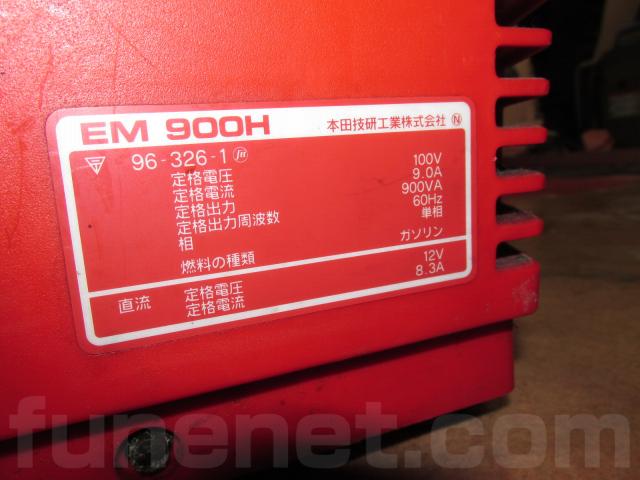 EM 900H 本田技研工業株式会社 N
96-326-1
定格電圧 100V
定格電流 9.0A
定格出力 900VA
定格出力周波数 60Hz
相 単相
燃料の種類 ガソリン
直流 定格電圧 12V
定格電流 8.3A
funenet.com